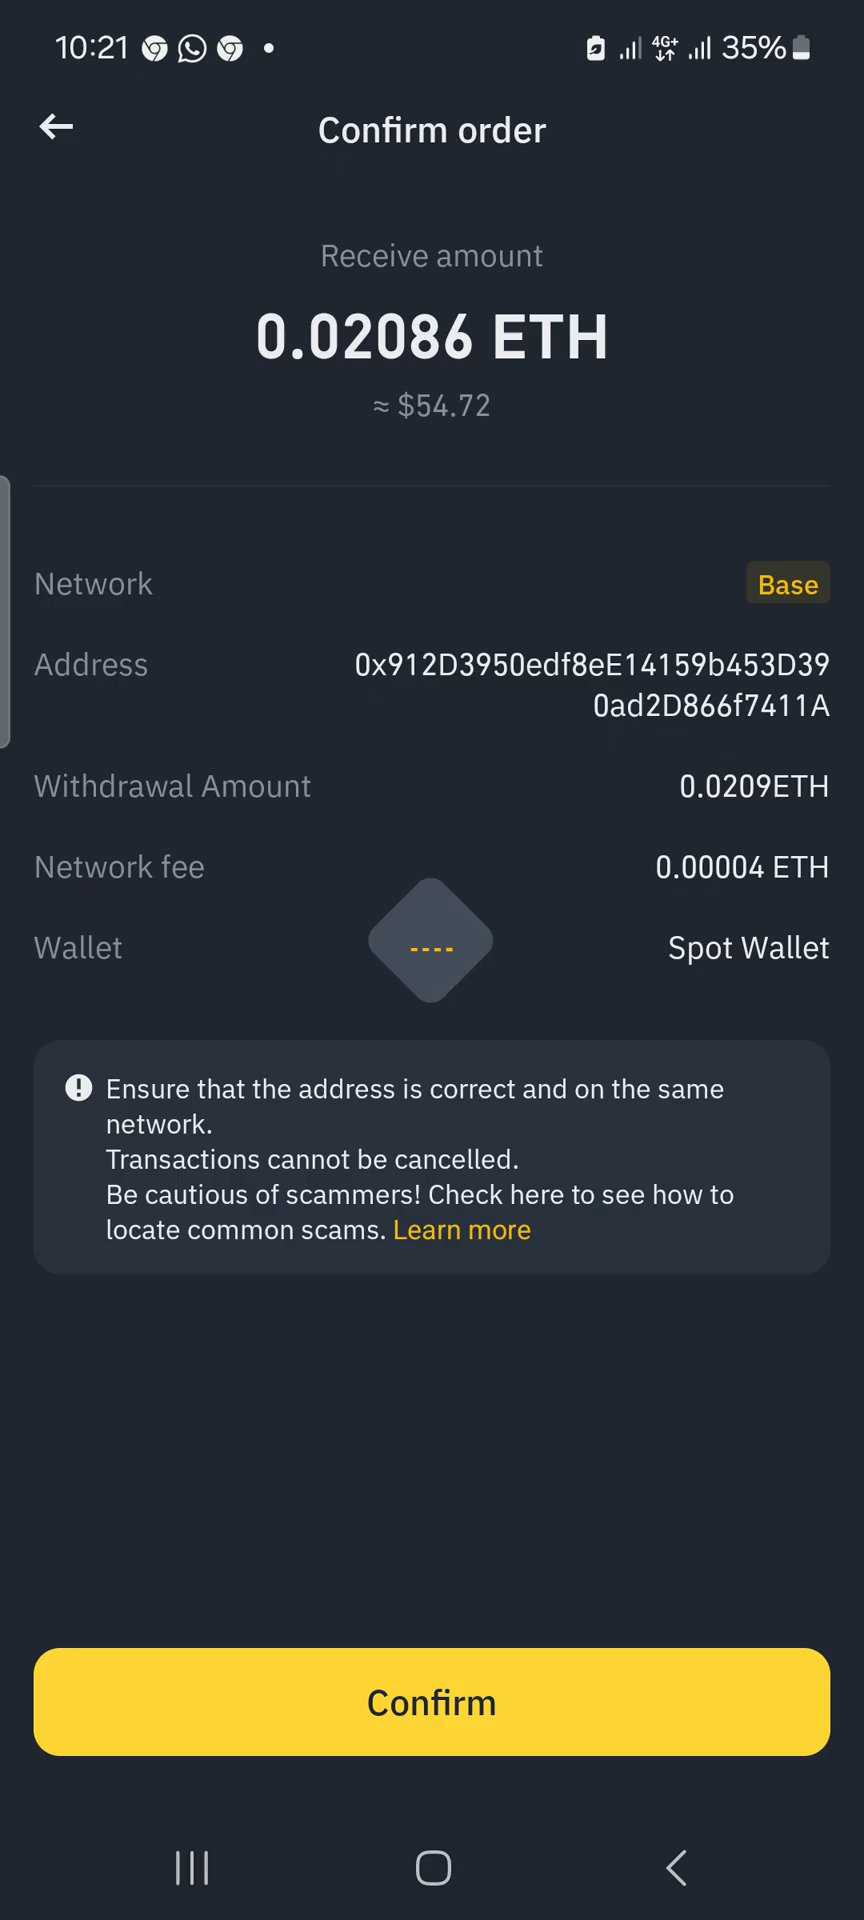 10:21 4G+ 35%
Confirm order
Receive amount
0.02086 ETH
≈ $54.72
Network Base
Address 0x912D3950edf8eE14159b453D39
0ad2D866f7411A
Withdrawal Amount 0.0209ETH
Network fee 0.00004 ETH
Wallet ---- Spot Wallet
Ensure that the address is correct and on the same
network.
Transactions cannot be cancelled.
Be cautious of scammers! Check here to see how to
locate common scams. Learn more
Confirm